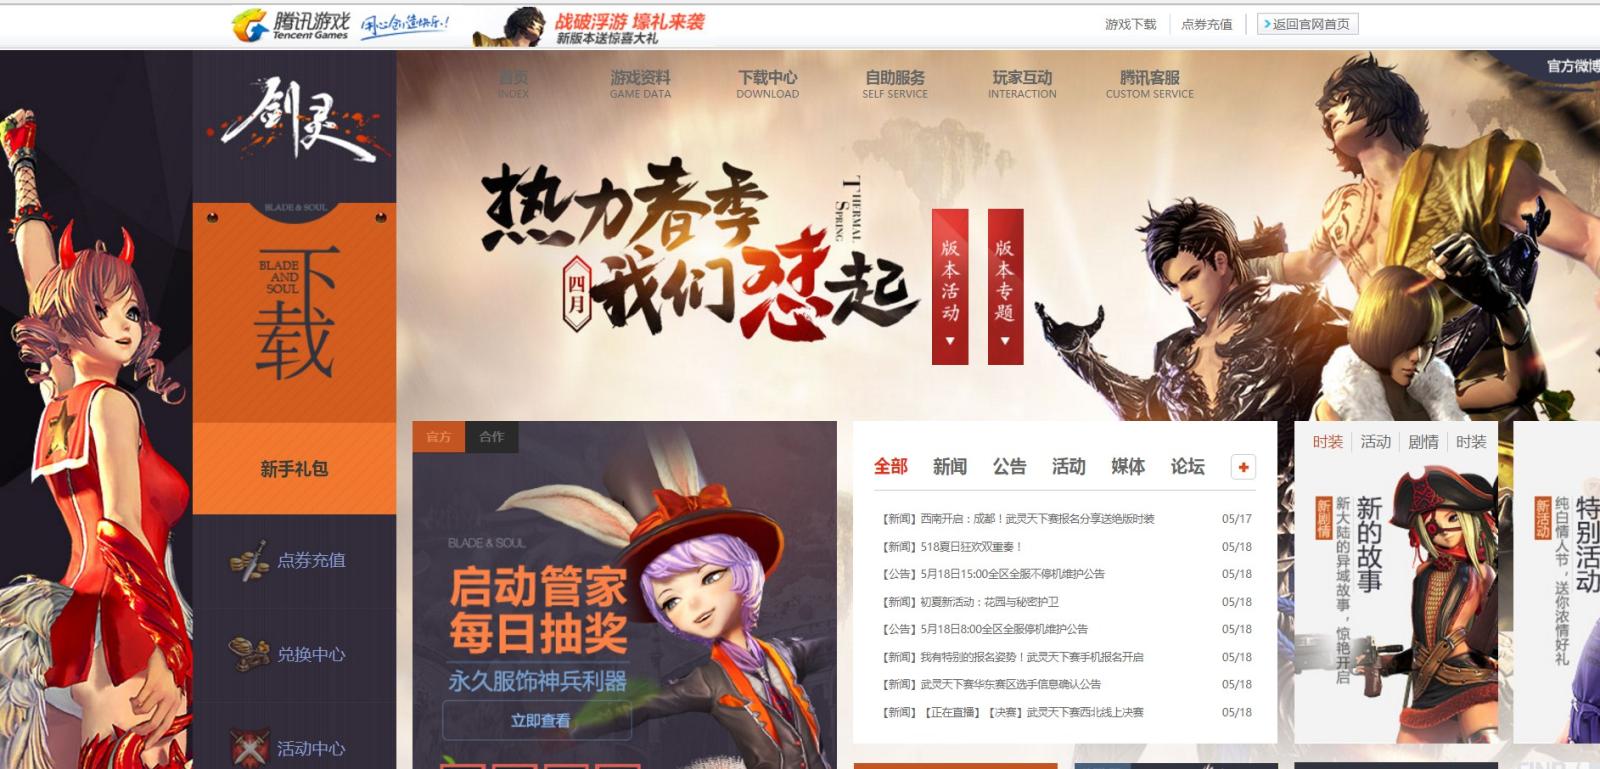 腾讯游戏
Tencent Games
用心创造快乐!
战破浮游 壕礼来袭
新版本送惊喜大礼
游戏下载
点券充值
返回官网首页
首页
INDEX
游戏资料
GAME DATA
下载中心
DOWNLOAD
自助服务
SELF SERVICE
玩家互动
INTERACTION
腾讯客服
CUSTOM SERVICE
官方微博
剑灵
BLADE & SOUL
下载
BLADE
AND
SOUL
新手礼包
点券充值
兑换中心
活动中心
热力春季
THERMAL
SPRING
四月
我们怼起
版本活动
版本专题
官方
合作
BLADE & SOUL
启动管家
每日抽奖
永久服饰神兵利器
立即查看
全部 新闻 公告 活动 媒体 论坛 +
【新闻】西南开启：成都！武灵天下赛报名分享送绝版时装 05/17
【新闻】518夏日狂欢双重奏！ 05/18
【公告】5月18日15:00全区全服不停机维护公告 05/18
【新闻】初夏新活动：花园与秘密护卫 05/18
【公告】5月18日8:00全区全服停机维护公告 05/18
【新闻】我有特别的报名姿势！武灵天下赛手机报名开启 05/18
【新闻】武灵天下赛华东赛区选手信息确认公告 05/18
【新闻】【正在直播】【决赛】武灵天下赛西北线上决赛 05/18
时装 活动 剧情 时装
新的故事
新大陆的异域故事，惊艳开启
新剧情
特别活动
纯白情人节，送你浓情好礼
新活动